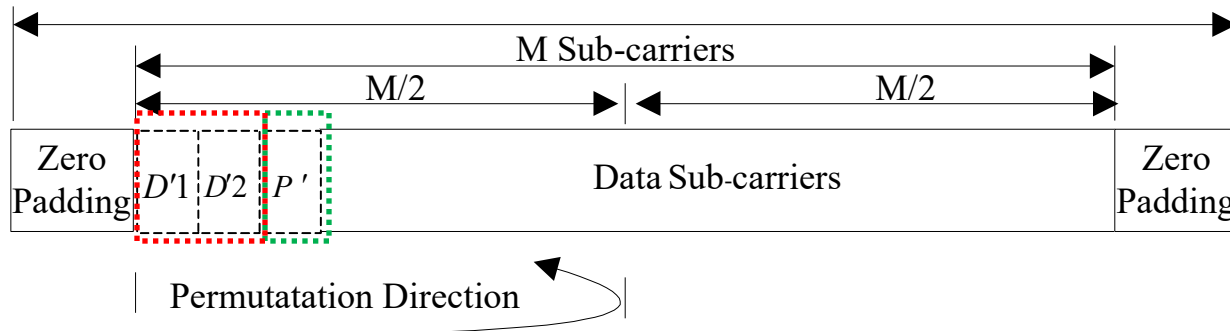 M Sub-carriers
M/2 M/2
Zero Padding
D'1 D'2 P'
Data Sub-carriers
Zero Padding
Permutatation Direction